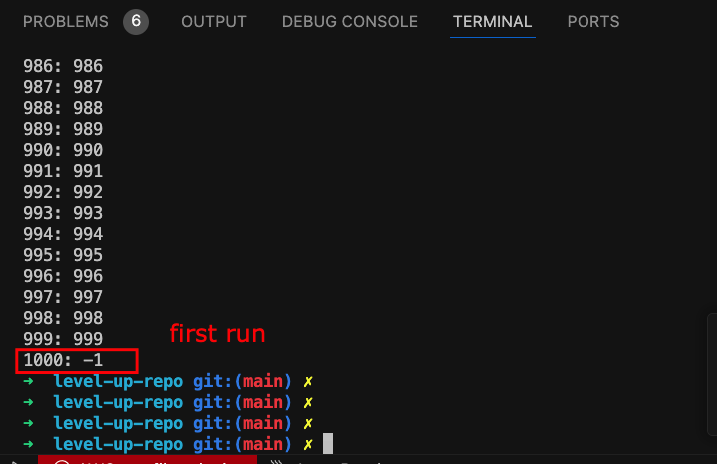 PROBLEMS 6 OUTPUT DEBUG CONSOLE TERMINAL PORTS
986: 986
987: 987
988: 988
989: 989
990: 990
991: 991
992: 992
993: 993
994: 994
995: 995
996: 996
997: 997
998: 998
999: 999
first run
1000: -1
➜ level-up-repo git:(main) ✗
➜ level-up-repo git:(main) ✗
➜ level-up-repo git:(main) ✗
➜ level-up-repo git:(main) ✗